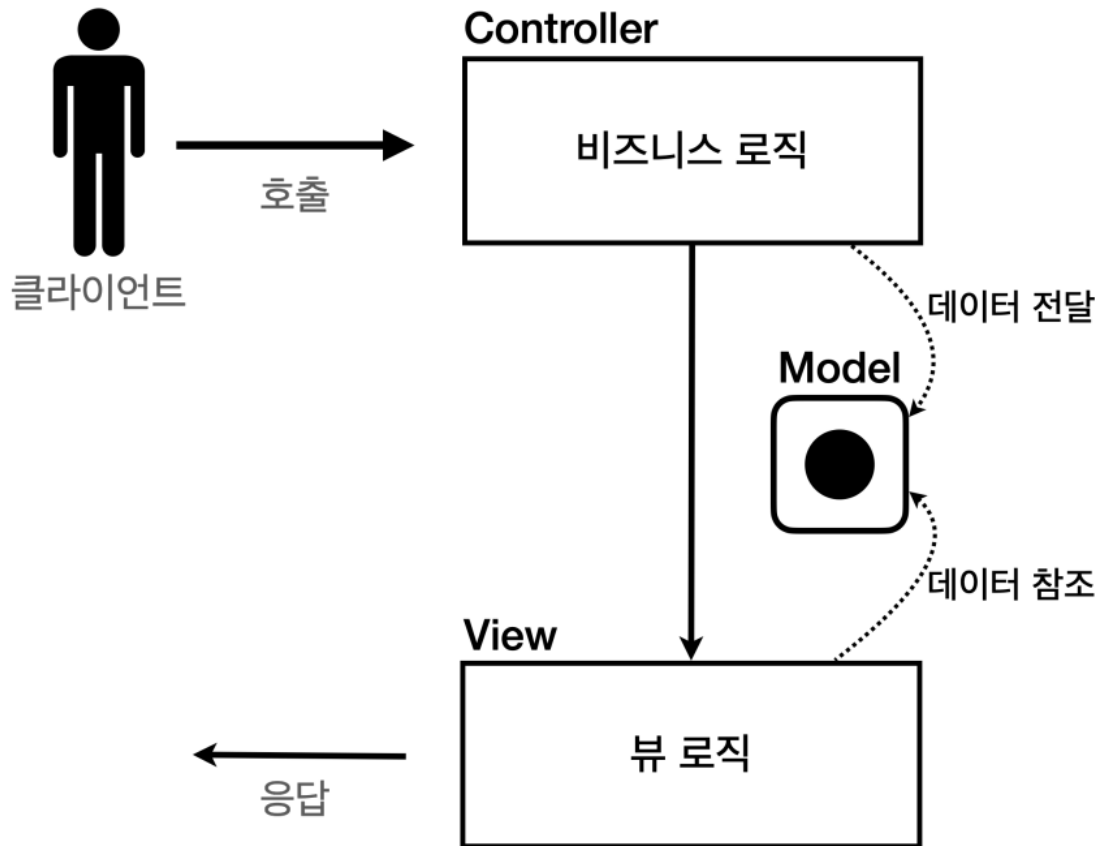 Controller
비즈니스 로직
호출
클라이언트
데이터 전달
Model
데이터 참조
View
뷰 로직
응답